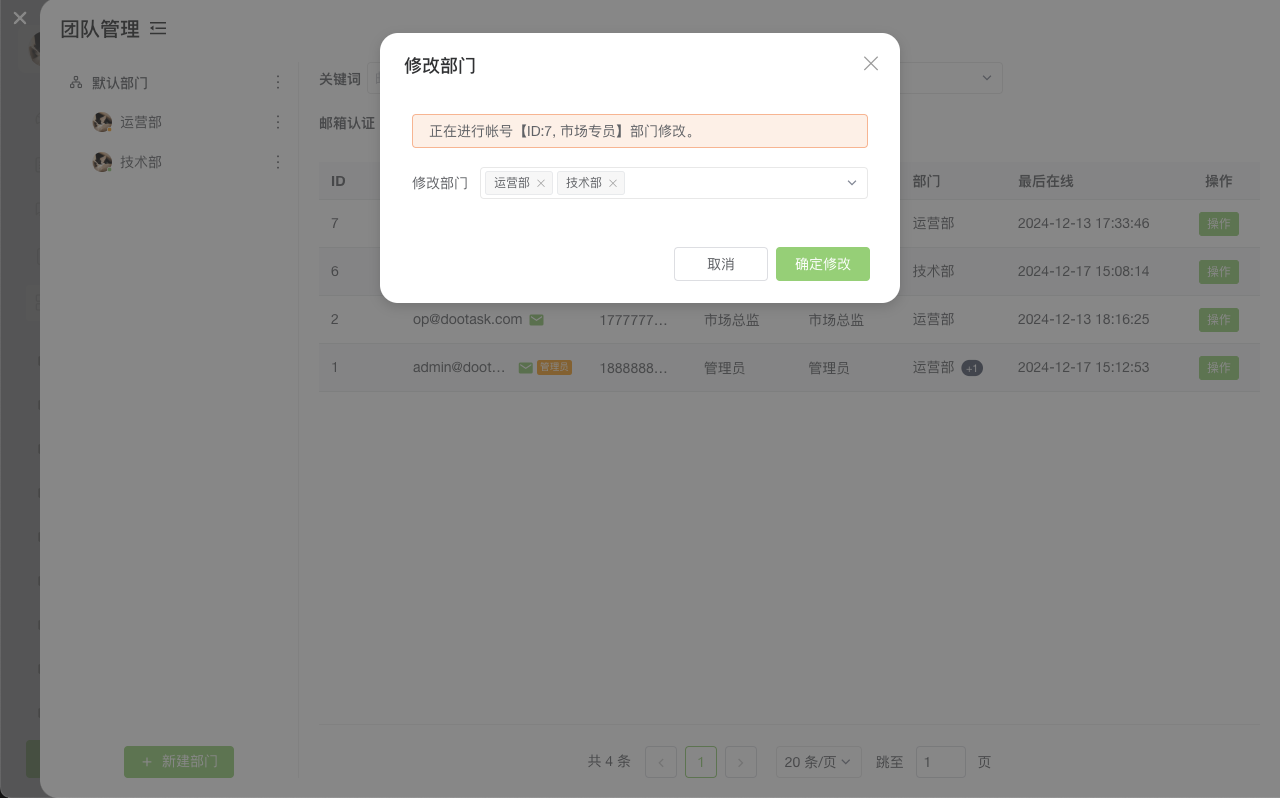 团队管理
默认部门
运营部
技术部
新建部门
关键词
邮箱认证
修改部门
正在进行帐号【ID:7, 市场专员】部门修改。
修改部门 运营部 技术部
取消 确定修改
ID 部门 最后在线 操作
7 运营部 2024-12-13 17:33:46 操作
6 技术部 2024-12-17 15:08:14 操作
2 op@dootask.com 1777777... 市场总监 市场总监 运营部 2024-12-13 18:16:25 操作
1 admin@doot... 管理员 1888888... 管理员 管理员 运营部 +1 2024-12-17 15:12:53 操作
共 4 条 1 20 条/页 跳至 1 页